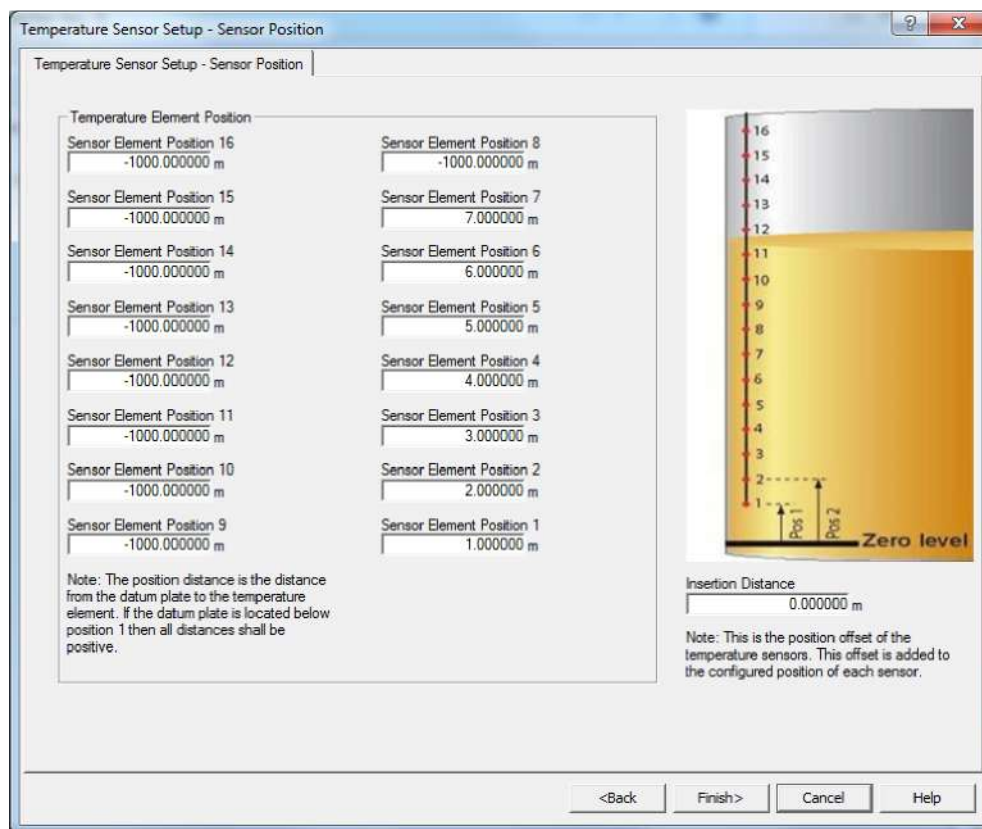 Temperature Sensor Setup - Sensor Position
Temperature Sensor Setup - Sensor Position
Temperature Element Position
Sensor Element Position 16
-1000.000000 m
Sensor Element Position 15
-1000.000000 m
Sensor Element Position 14
-1000.000000 m
Sensor Element Position 13
-1000.000000 m
Sensor Element Position 12
-1000.000000 m
Sensor Element Position 11
-1000.000000 m
Sensor Element Position 10
-1000.000000 m
Sensor Element Position 9
-1000.000000 m
Note: The position distance is the distance
from the datum plate to the temperature
element. If the datum plate is located below
position 1 then all distances shall be
positive.
Sensor Element Position 8
-1000.000000 m
Sensor Element Position 7
7.000000 m
Sensor Element Position 6
6.000000 m
Sensor Element Position 5
5.000000 m
Sensor Element Position 4
4.000000 m
Sensor Element Position 3
3.000000 m
Sensor Element Position 2
2.000000 m
Sensor Element Position 1
1.000000 m
16
15
14
13
12
11
10
9
8
7
6
5
4
3
2
1
Pos 1
Pos 2
Zero level
Insertion Distance
0.000000 m
Note: This is the position offset of the
temperature sensors. This offset is added to
the configured position of each sensor.
<Back
Finish>
Cancel
Help